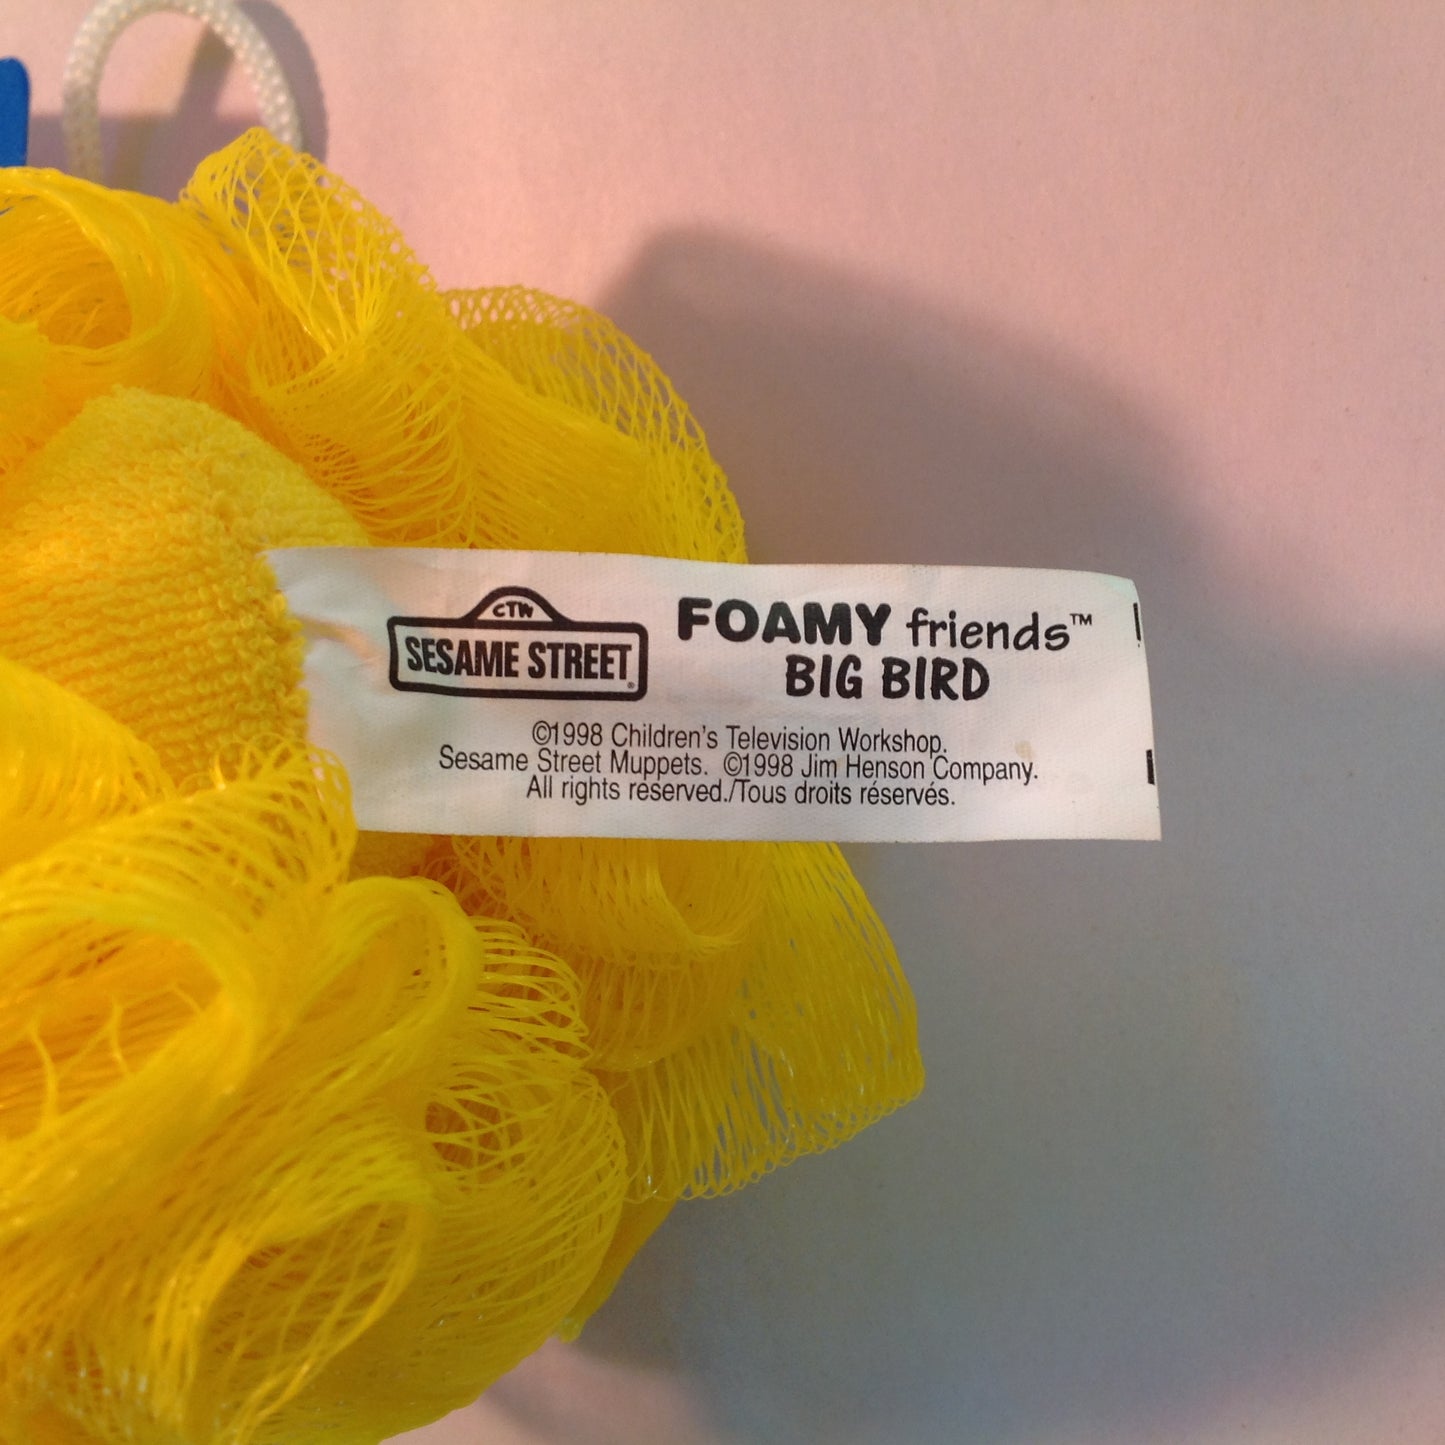 CTW
SESAME STREET®
FOAMY friends™
BIG BIRD
©1998 Children's Television Workshop.
Sesame Street Muppets. ©1998 Jim Henson Company.
All rights reserved./Tous droits réservés.